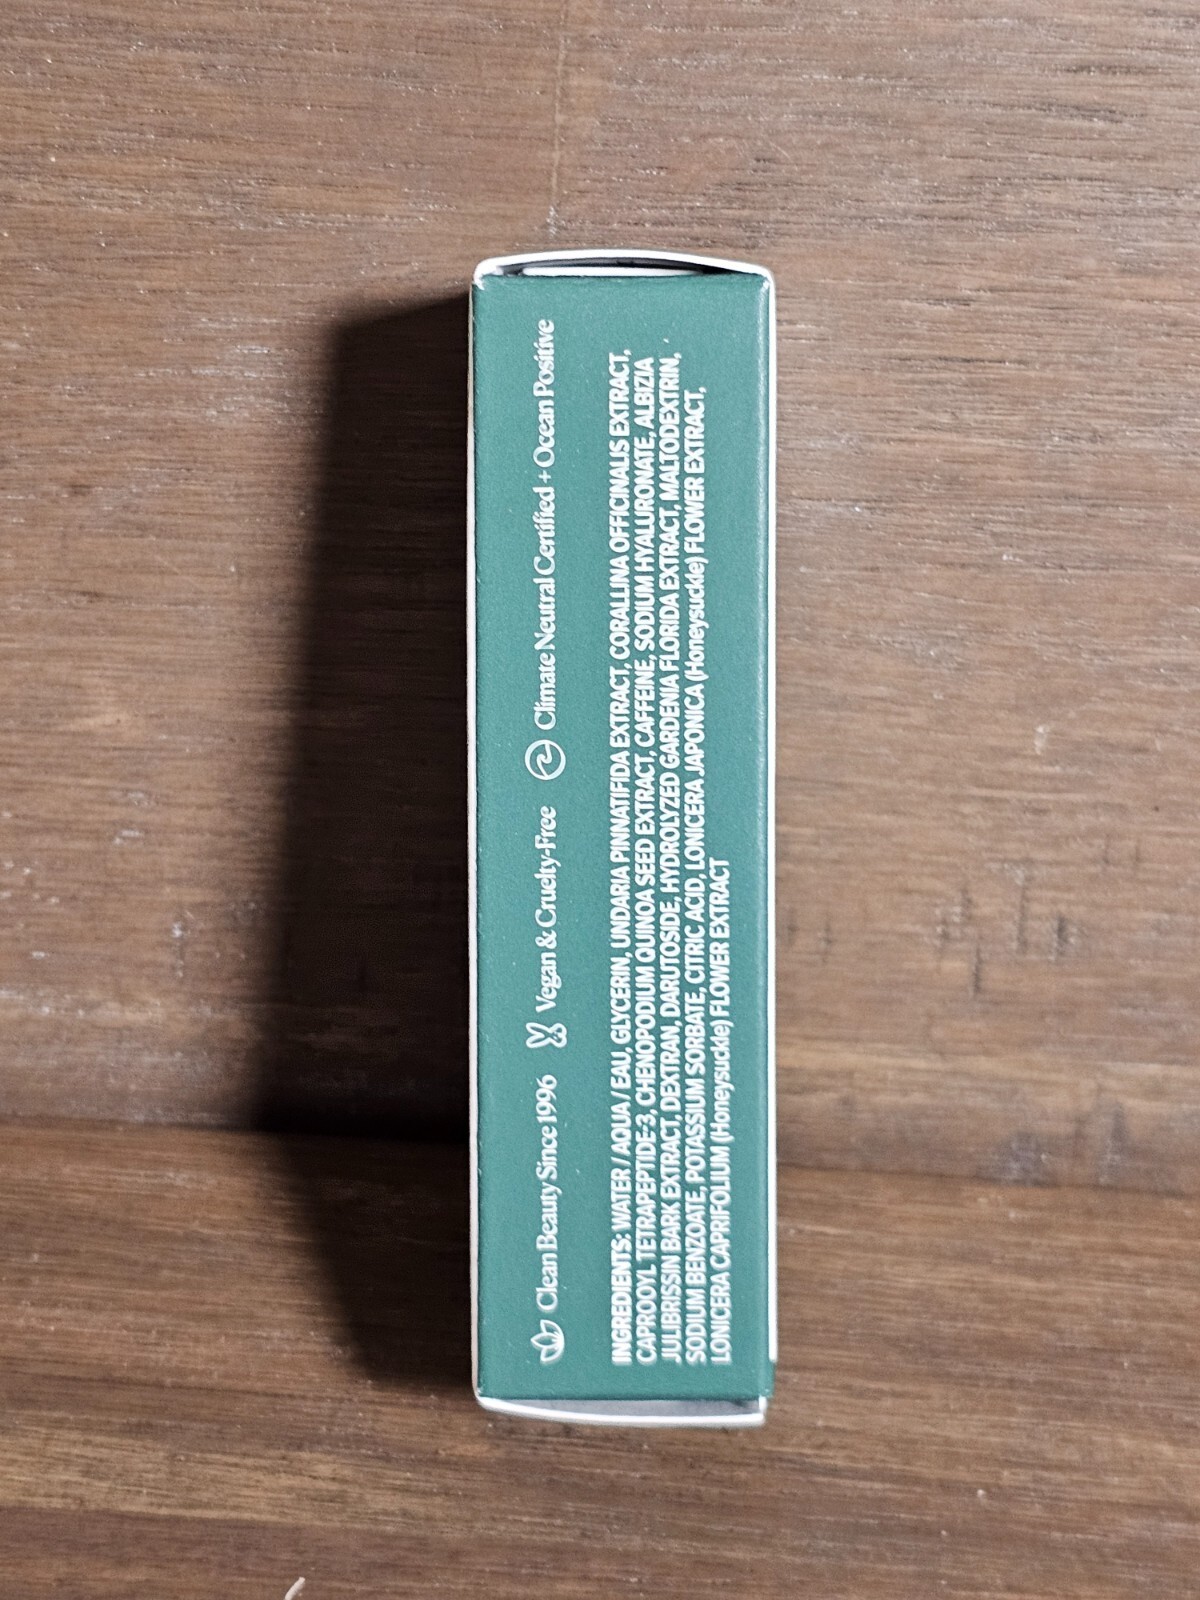 Clean Beauty Since 1996 Vegan & Cruelty-Free Climate Neutral Certified + Ocean Positive
INGREDIENTS: WATER / AQUA / EAU, GLYCERIN, UNDARIA PINNATIFIDA EXTRACT, CORALLINA OFFICINALIS EXTRACT,
CAPROOYL TETRAPEPTIDE-3, CHENOPODIUM QUINOA SEED EXTRACT, CAFFEINE, SODIUM HYALURONATE, ALBIZIA
JULIBRISSIN BARK EXTRACT, DEXTRAN, DARUTOSIDE, HYDROLYZED GARDENIA FLORIDA EXTRACT, MALTODEXTRIN,
SODIUM BENZOATE, POTASSIUM SORBATE, CITRIC ACID, LONICERA JAPONICA (Honeysuckle) FLOWER EXTRACT,
LONICERA CAPRIFOLIUM (Honeysuckle) FLOWER EXTRACT